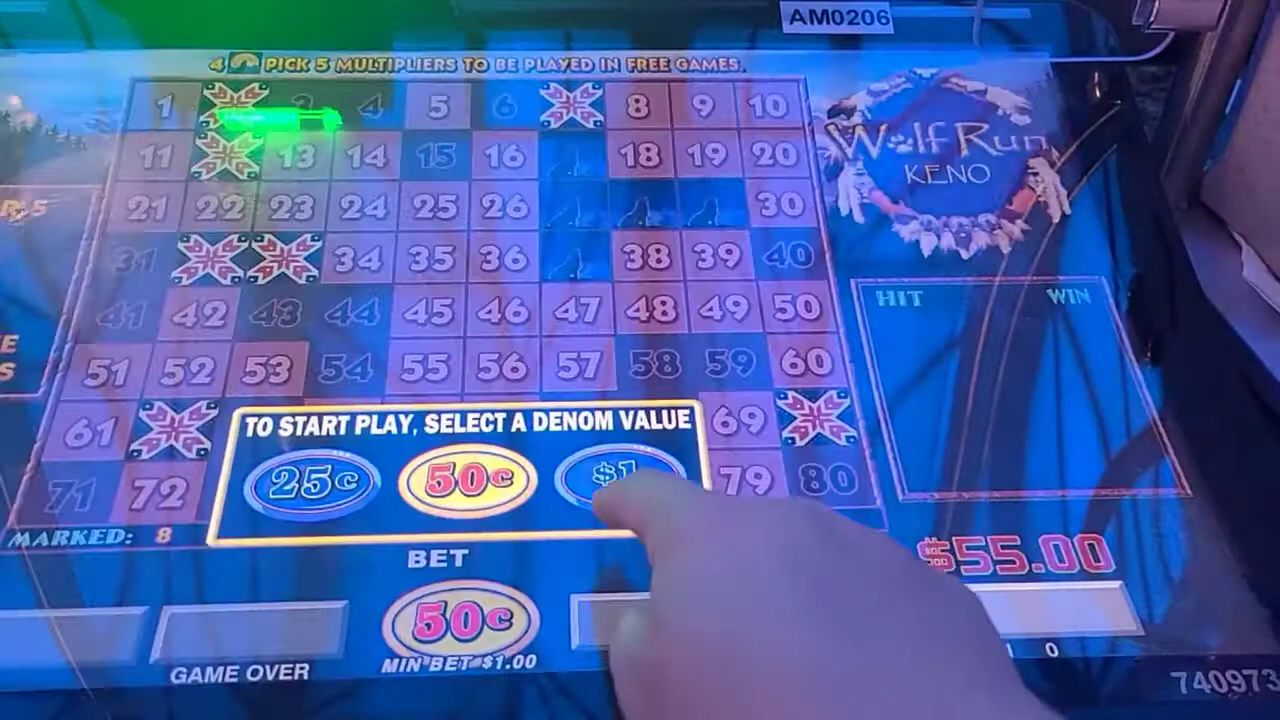 AM0206
4 PICK 5 MULTIPLIERS TO BE PLAYED IN FREE GAMES.
1 3 4 5 6 8 9 10
11 13 14 15 16 18 19 20
21 22 23 24 25 26 30
31 34 35 36 38 39 40
41 42 43 44 45 46 47 48 49 50
51 52 53 54 55 56 57 58 59 60
61 69
71 72 79 80
Wolf Run
KENO
HIT WIN
TO START PLAY, SELECT A DENOM VALUE
25¢ 50¢ $1
MARKED: 8
BET
50¢
MIN BET $1.00
GAME OVER
$55.00
0
740973